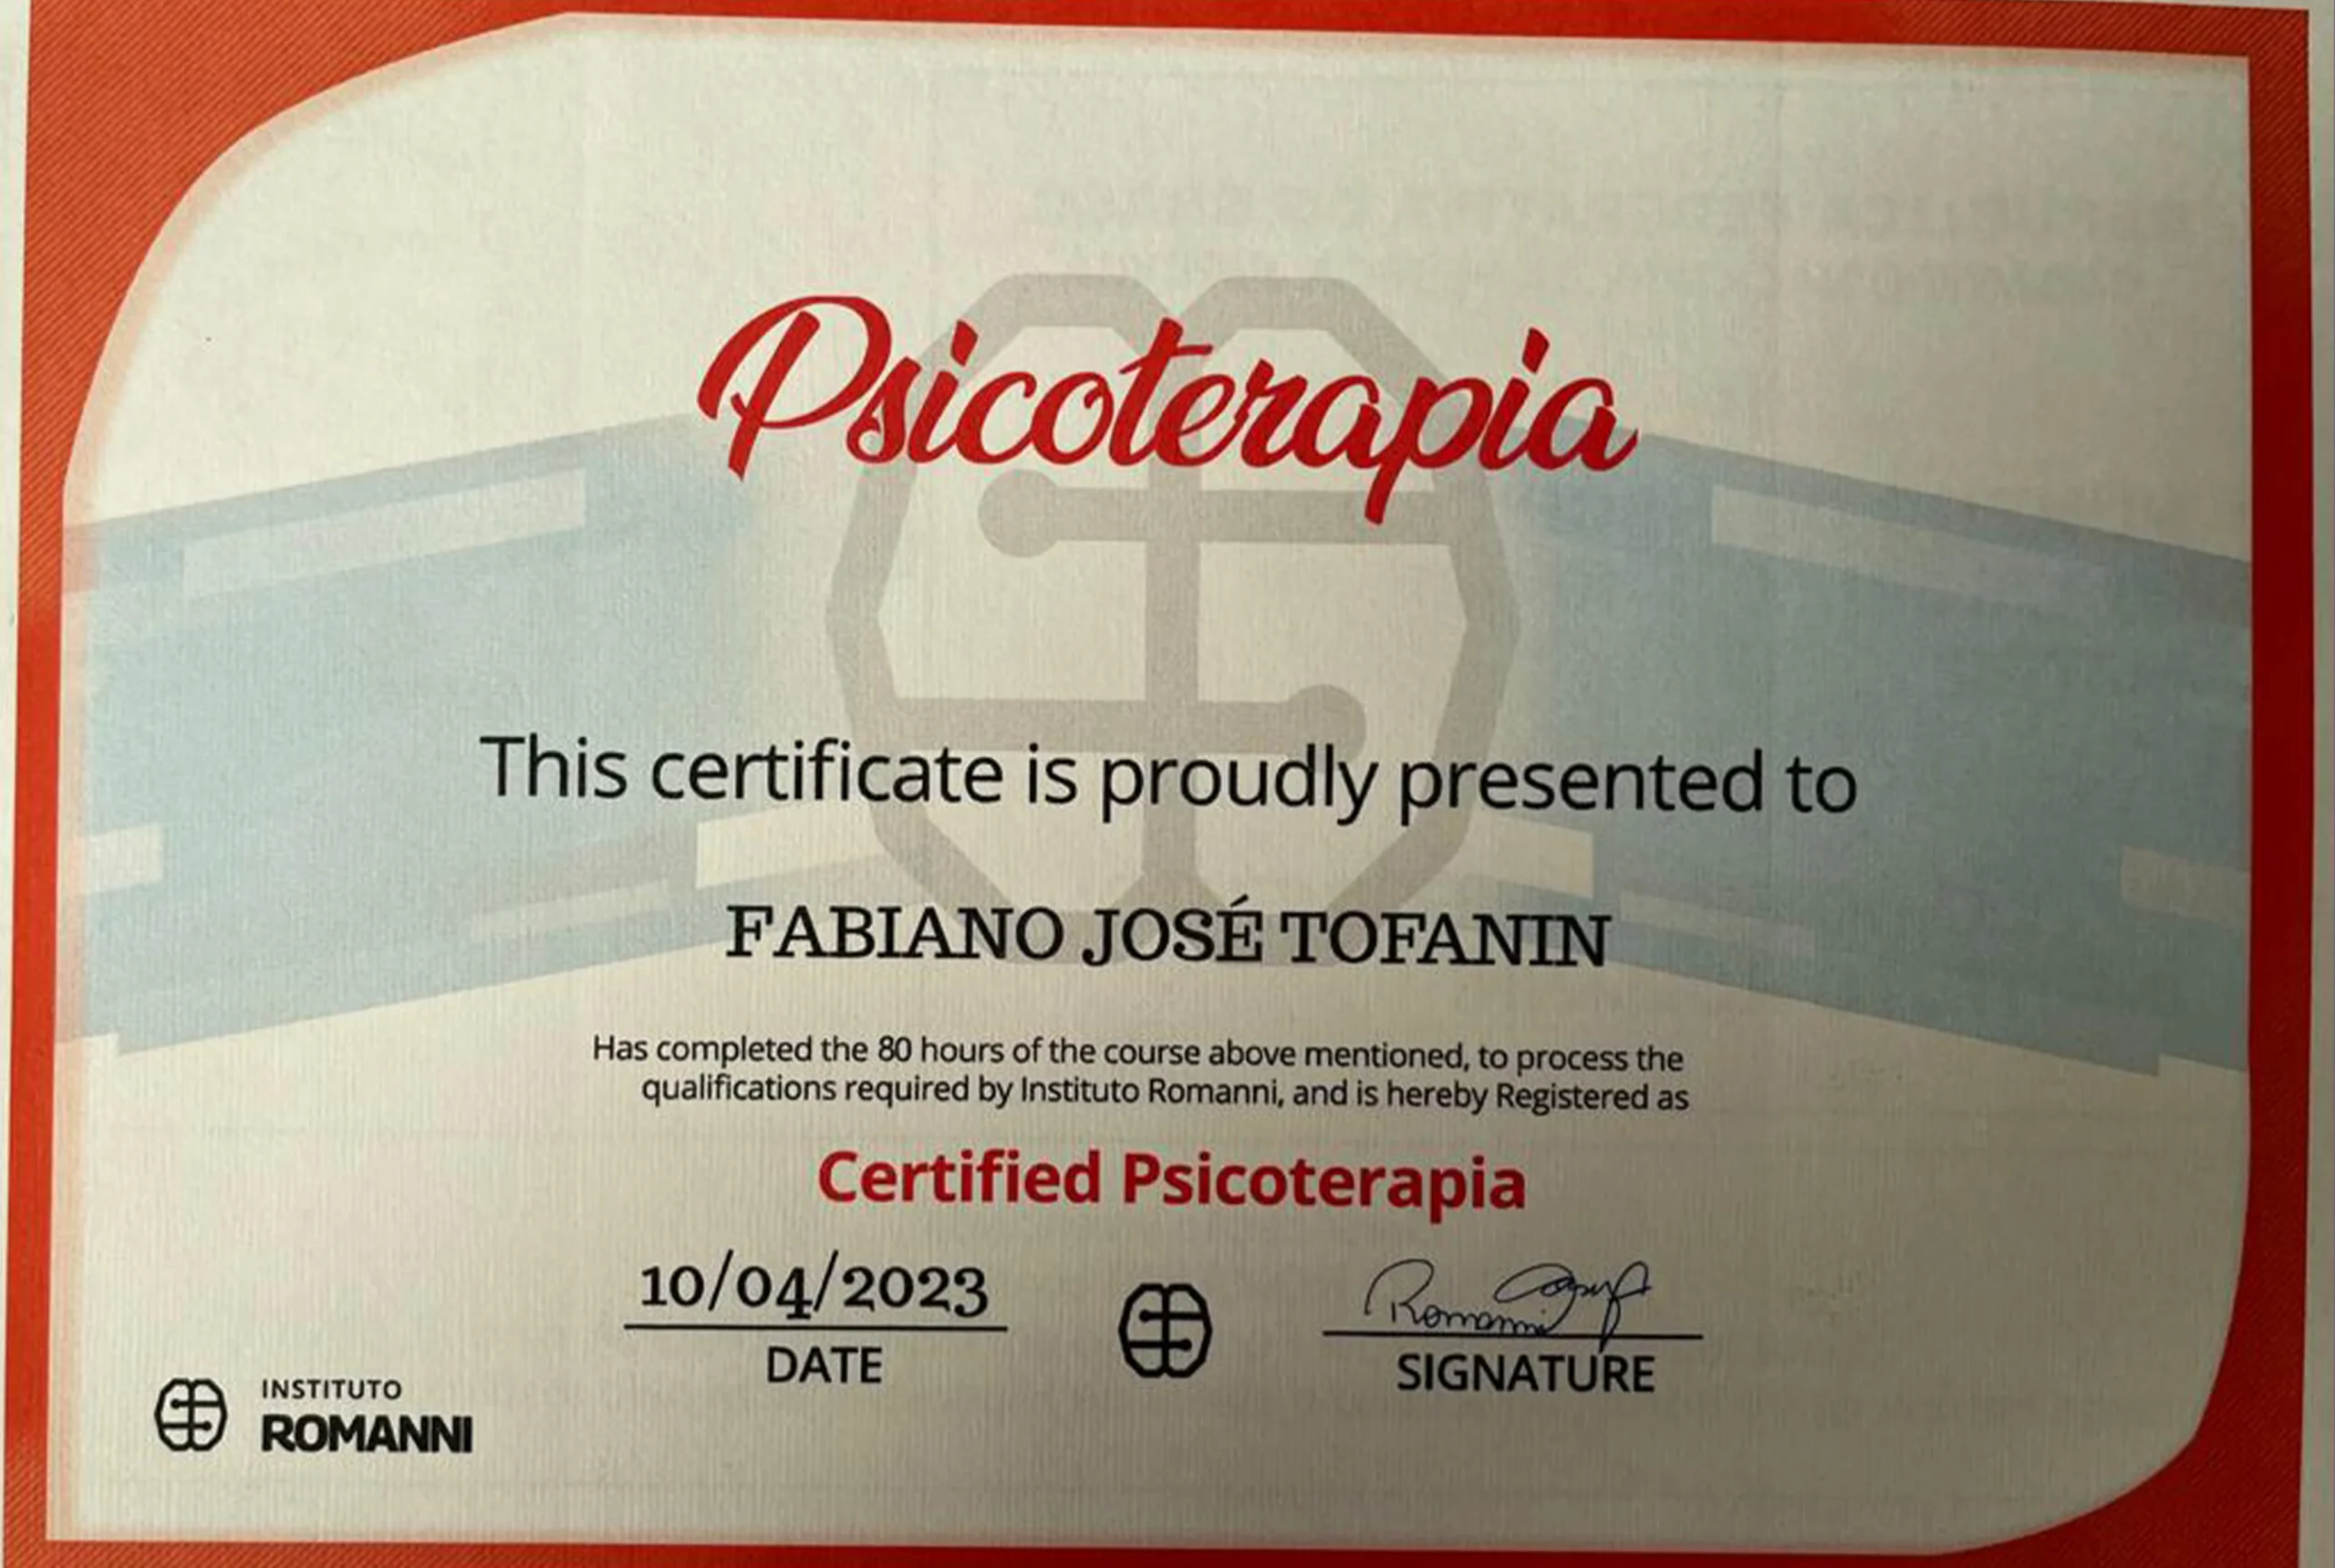 Psicoterapia
This certificate is proudly presented to
FABIANO JOSÉ TOFANIN
Has completed the 80 hours of the course above mentioned, to process the
qualifications required by Instituto Romanni, and is hereby Registered as
Certified Psicoterapia
10/04/2023
DATE
Romanni
SIGNATURE
INSTITUTO
ROMANNI